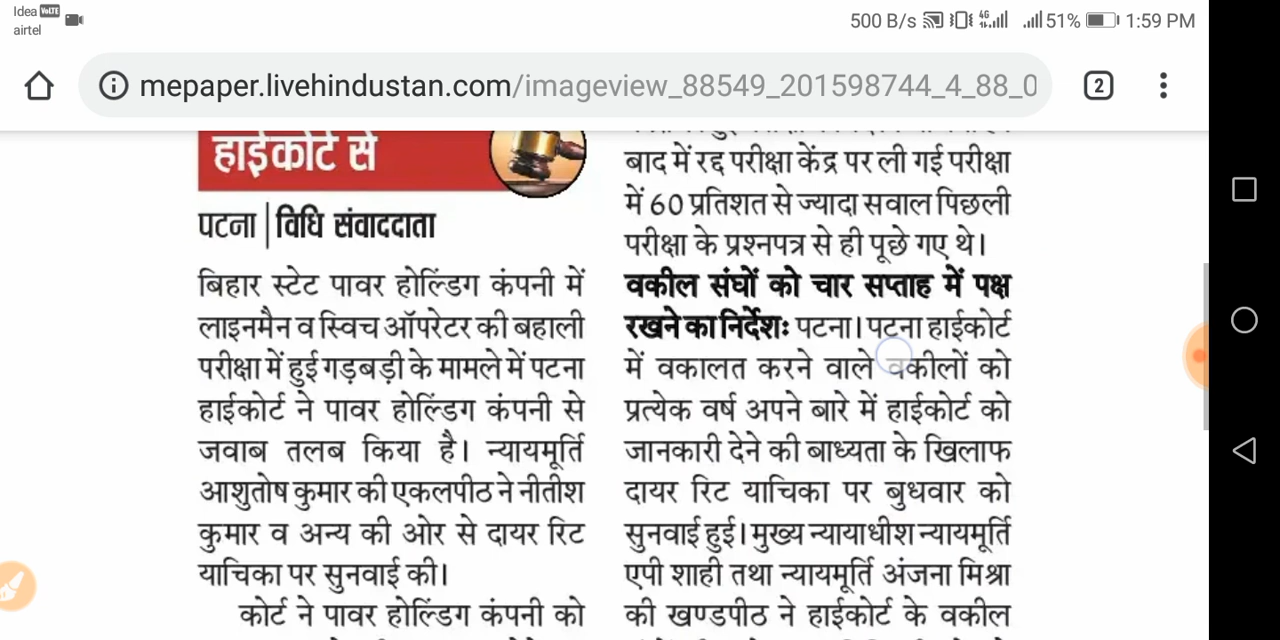 Idea VoLTE
airtel
500 B/s 4G 51% 1:59 PM
mepaper.livehindustan.com/imageview_88549_201598744_4_88_0
2
हाईकोर्ट से
पटना | विधि संवाददाता
बिहार स्टेट पावर होल्डिंग कंपनी में
लाइनमैन व स्विच ऑपरेटर की बहाली
परीक्षा में हुई गड़बड़ी के मामले में पटना
हाईकोर्ट ने पावर होल्डिंग कंपनी से
जवाब तलब किया है। न्यायमूर्ति
आशुतोष कुमार की एकलपीठ ने नीतीश
कुमार व अन्य की ओर से दायर रिट
याचिका पर सुनवाई की।
कोर्ट ने पावर होल्डिंग कंपनी को
बाद में रद्द परीक्षा केंद्र पर ली गई परीक्षा
में 60 प्रतिशत से ज्यादा सवाल पिछली
परीक्षा के प्रश्नपत्र से ही पूछे गए थे।
वकील संघों को चार सप्ताह में पक्ष
रखने का निर्देशः पटना। पटना हाईकोर्ट
में वकालत करने वाले वकीलों को
प्रत्येक वर्ष अपने बारे में हाईकोर्ट को
जानकारी देने की बाध्यता के खिलाफ
दायर रिट याचिका पर बुधवार को
सुनवाई हुई। मुख्य न्यायाधीश न्यायमूर्ति
एपी शाही तथा न्यायमूर्ति अंजना मिश्रा
की खण्डपीठ ने हाईकोर्ट के वकील